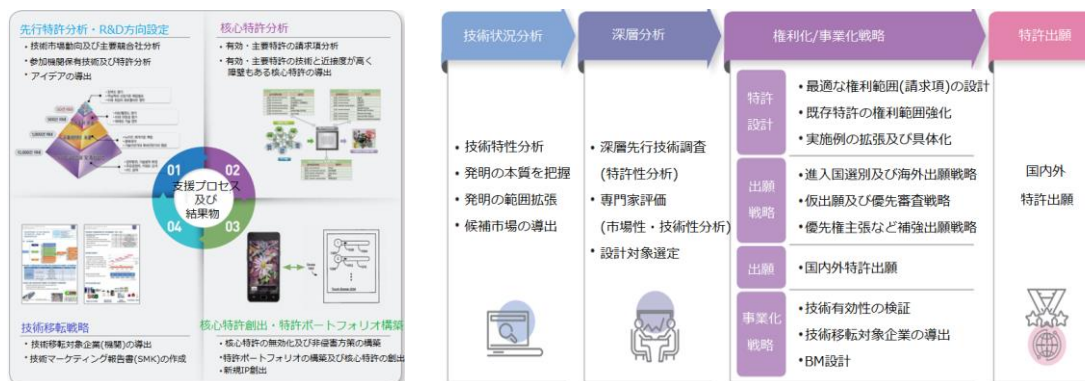 先行特許分析・R&D方向設定
• 技術市場動向及び主要競合社分析
• 参加機関保有技術及び特許分析
• アイデアの導出
核心特許分析
• 有効・主要特許の請求項分析
• 有効・主要特許の技術と近接度が高く
障壁もある核心特許の導出
01
02
支援プロセス
及び
結果物
04
03
技術移転戦略
• 技術移転対象企業(機関)の導出
• 技術マーケティング報告書(SMK)の作成
核心特許創出・特許ポートフォリオ構築
• 核心特許の無効化及び非侵害方策の構築
• 特許ポートフォリオの構築及び核心特許の創出
• 新規IP創出
技術状況分析
• 技術特性分析
• 発明の本質を把握
• 発明の範囲拡張
• 候補市場の導出
深層分析
• 深層先行技術調査
(特許性分析)
• 専門家評価
(市場性・技術性分析)
• 設計対象選定
権利化/事業化戦略
特許
設計
• 最適な権利範囲(請求項)の設計
• 既存特許の権利範囲強化
• 実施例の拡張及び具体化
出願
戦略
• 進入国選別及び海外出願戦略
• 仮出願及び優先審査戦略
• 優先権主張など補強出願戦略
出願
• 国内外特許出願
事業化
戦略
• 技術有効性の検証
• 技術移転対象企業の導出
• BM設計
特許出願
国内外
特許出願